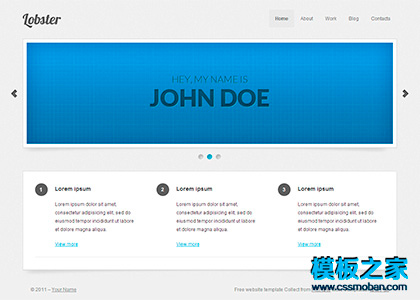 Lobster
Home About Work Blog Contacts
HEY, MY NAME IS
JOHN DOE
1 Lorem ipsum
Lorem ipsum dolor sit amet,
consectetur adipisicing elit, sed do
eiusmod tempor incididunt ut labore
et dolore magna aliqua.
View more
2 Lorem ipsum
Lorem ipsum dolor sit amet,
consectetur adipisicing elit, sed do
eiusmod tempor incididunt ut labore
et dolore magna aliqua.
View more
3 Lorem ipsum
Lorem ipsum dolor sit amet,
consectetur adipisicing elit, sed do
eiusmod tempor incididunt ut labore
et dolore magna aliqua.
View more
© 2011 – Your Name
Free website template Collect from
模板之家
www.cssmoban.com